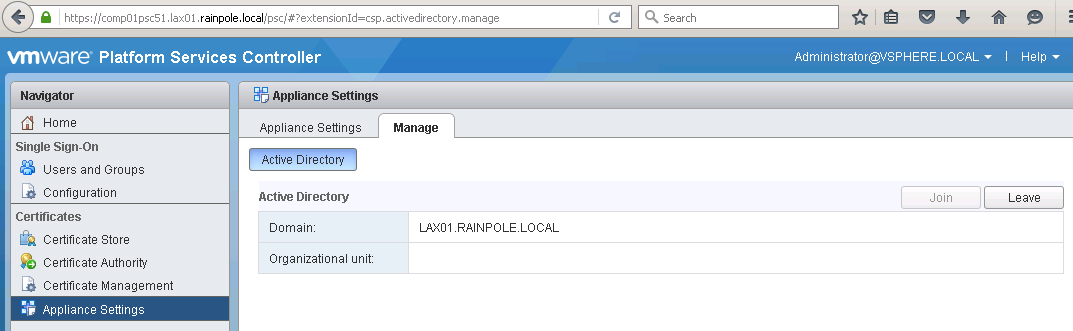 https://comp01psc51.lax01.rainpole.local/psc/#?extensionId=csp.activedirectory.manage
Search
vmware Platform Services Controller
Administrator@VSPHERE.LOCAL
Help
Navigator
Home
Single Sign-On
Users and Groups
Configuration
Certificates
Certificate Store
Certificate Authority
Certificate Management
Appliance Settings
Appliance Settings
Appliance Settings
Manage
Active Directory
Active Directory
Join
Leave
Domain: LAX01.RAINPOLE.LOCAL
Organizational unit: